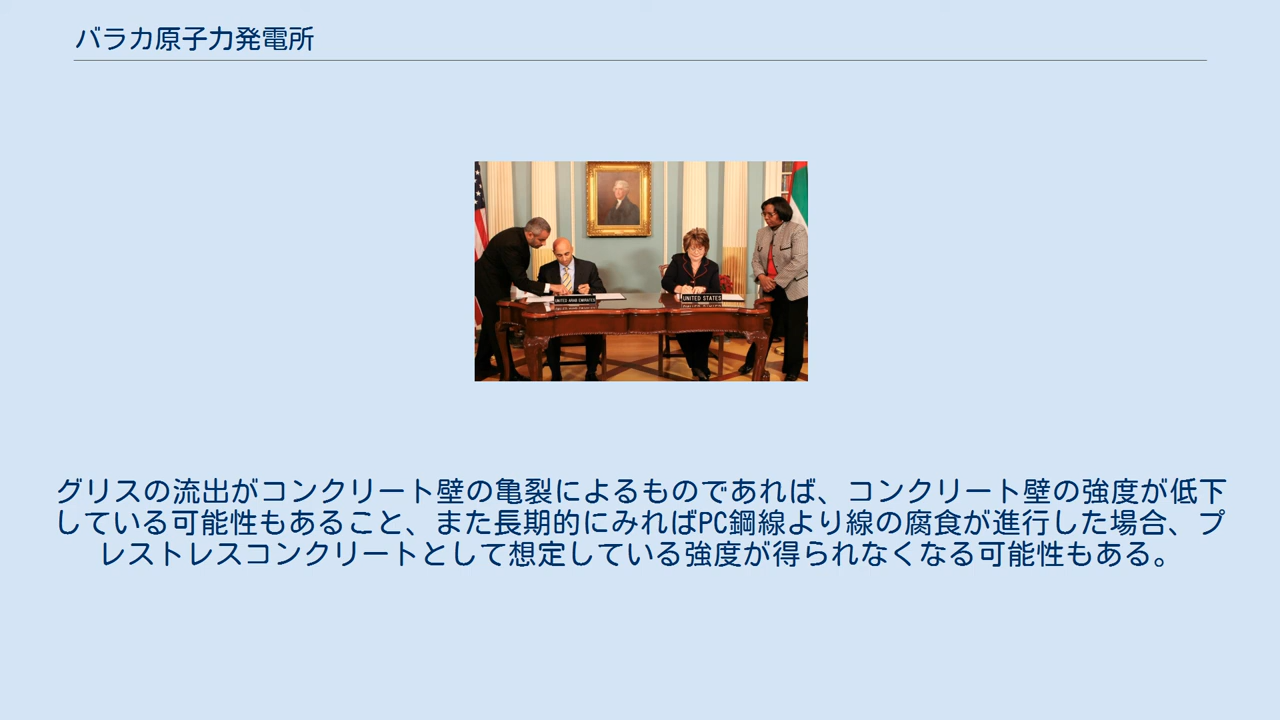 バラカ原子力発電所
UNITED ARAB EMIRATES
UNITED STATES
グリスの流出がコンクリート壁の亀裂によるものであれば、コンクリート壁の強度が低下
している可能性もあること、また長期的にみればPC鋼線より線の腐食が進行した場合、プ
レストレスコンクリートとして想定している強度が得られなくなる可能性もある。